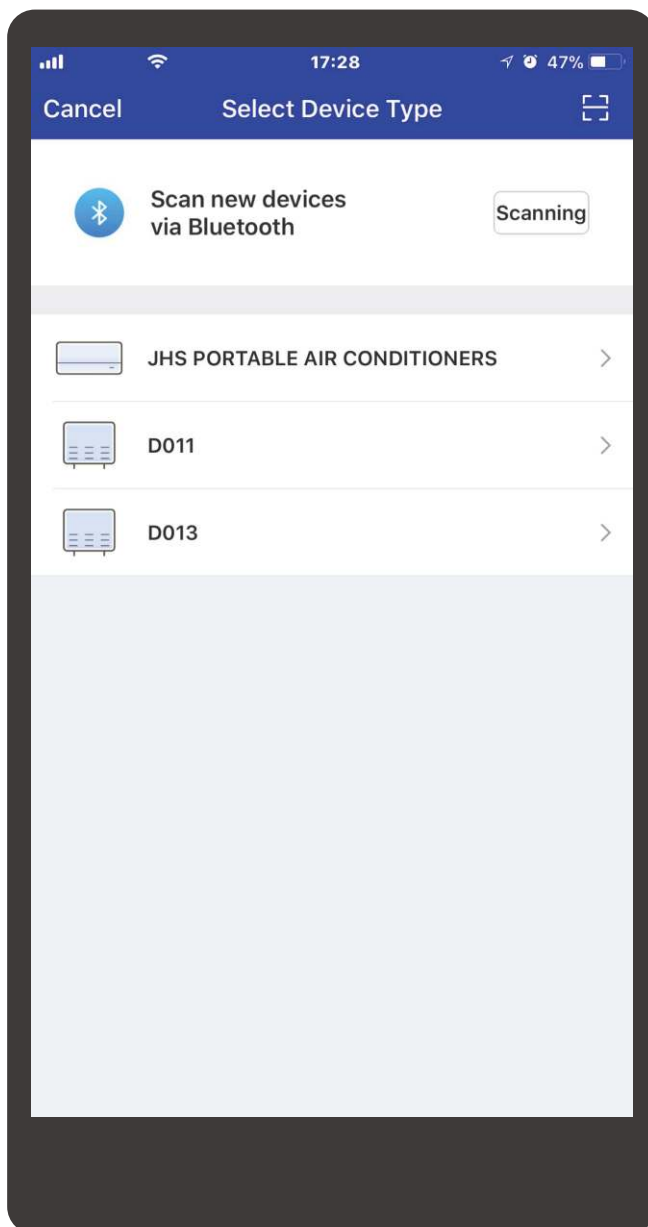 17:28
47%
Cancel
Select Device Type
Scan new devices
via Bluetooth
Scanning
JHS PORTABLE AIR CONDITIONERS
D011
D013